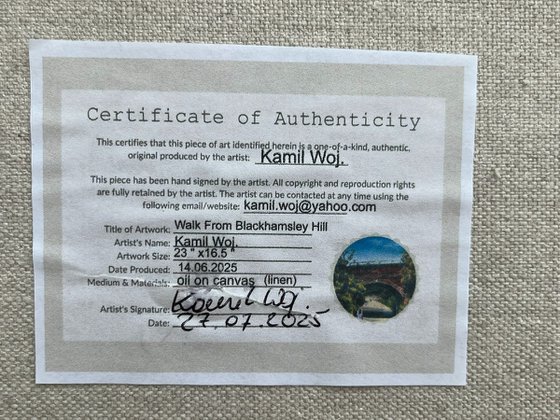 Certificate of Authenticity
This certifies that this piece of art identified herein is a one-of-a-kind, authentic,
original produced by the artist: Kamil Woj.
This piece has been hand signed by the artist. All copyright and reproduction rights
are fully retained by the artist. The artist can be contacted at any time using the
following email/website: kamil.woj@yahoo.com
Title of Artwork: Walk From Blackhamsley Hill
Artist's Name: Kamil Woj.
Artwork Size: 23 " x16.5 "
Date Produced: 14.06.2025
Medium & Materials: oil on canvas (linen)
Artist's Signature: Kamil Woj.
Date: 27.07.2025